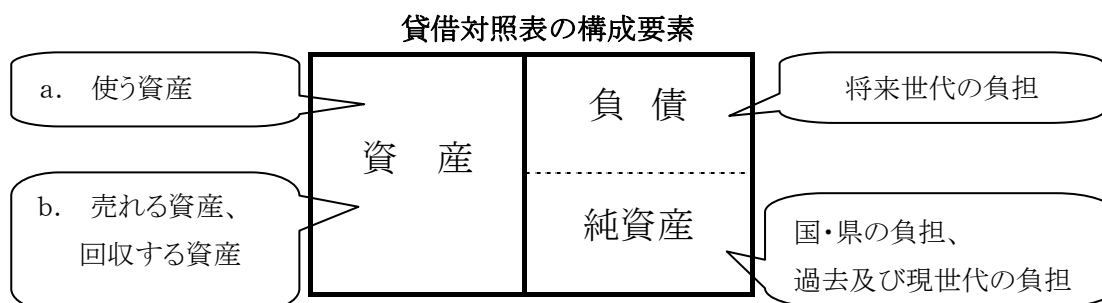 貸借対照表の構成要素
a. 使う資産
b. 売れる資産、
回収する資産
資 産
負 債
純資産
将来世代の負担
国・県の負担、
過去及び現世代の負担